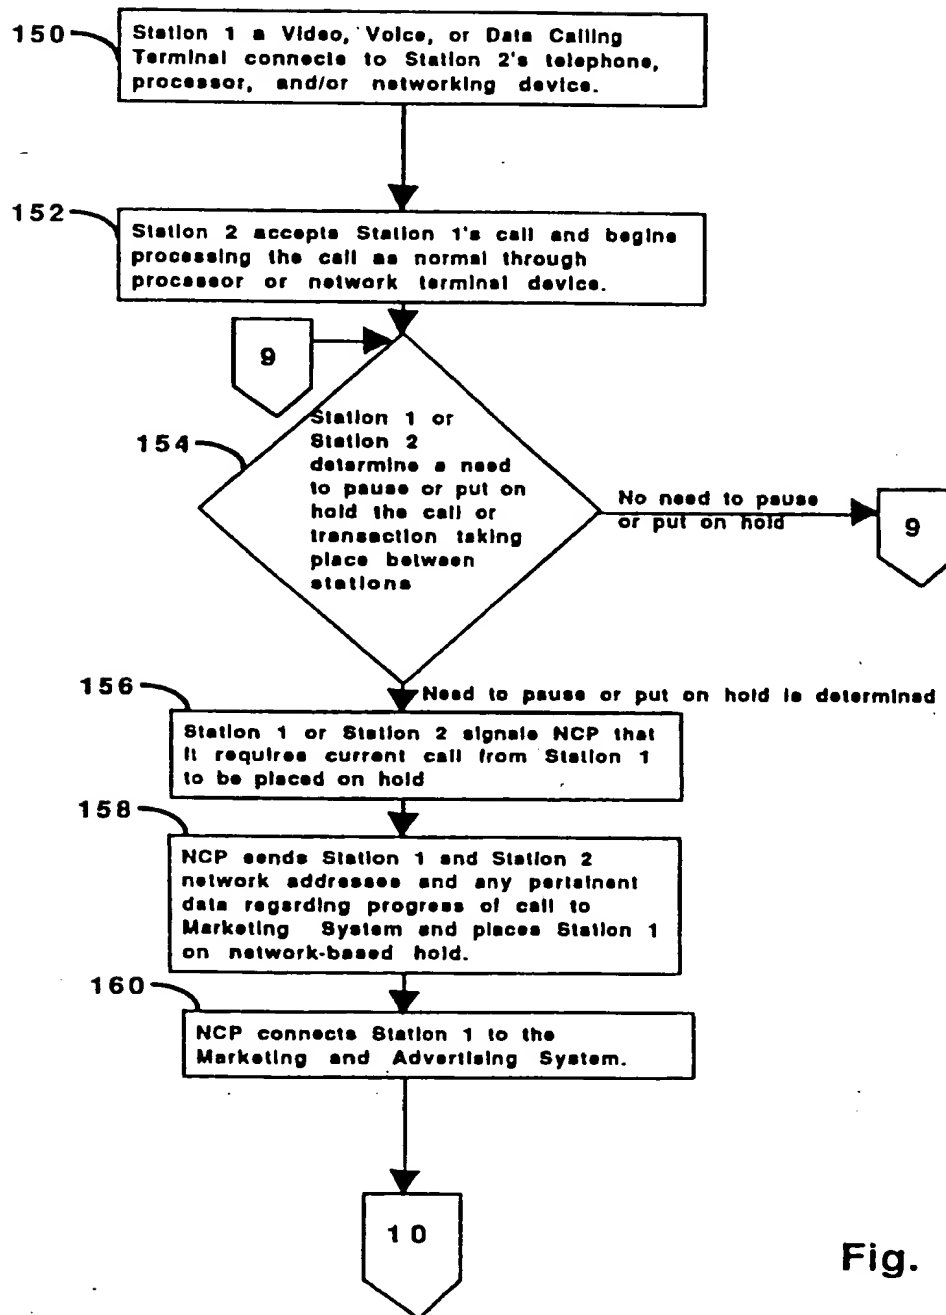 150
Station 1 a Video, Voice, or Data Calling
Terminal connects to Station 2's telephone,
processor, and/or networking device.
152
Station 2 accepts Station 1's call and begins
processing the call as normal through
processor or network terminal device.
9
154
Station 1 or
Station 2
determine a need
to pause or put on
hold the call or
transaction taking
place between
stations
No need to pause
or put on hold
9
156
Need to pause or put on hold is determined
Station 1 or Station 2 signals NCP that
it requires current call from Station 1
to be placed on hold
158
NCP sends Station 1 and Station 2
network addresses and any pertainent
data regarding progress of call to
Marketing System and places Station 1
on network-based hold.
160
NCP connects Station 1 to the
Marketing and Advertising System.
10
Fig.